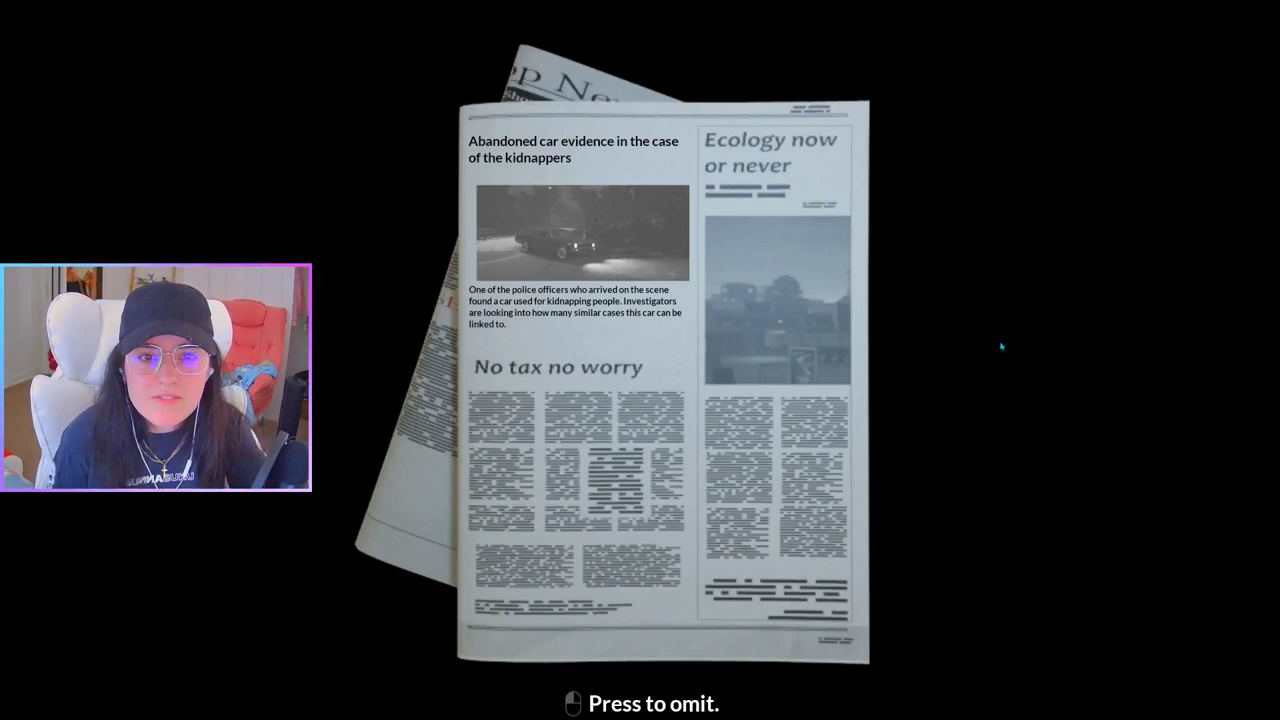 Abandoned car evidence in the case
of the kidnappers
One of the police officers who arrived on the scene
found a car used for kidnapping people. Investigators
are looking into how many similar cases this car can be
linked to.
No tax no worry
Ecology now
or never
Press to omit.